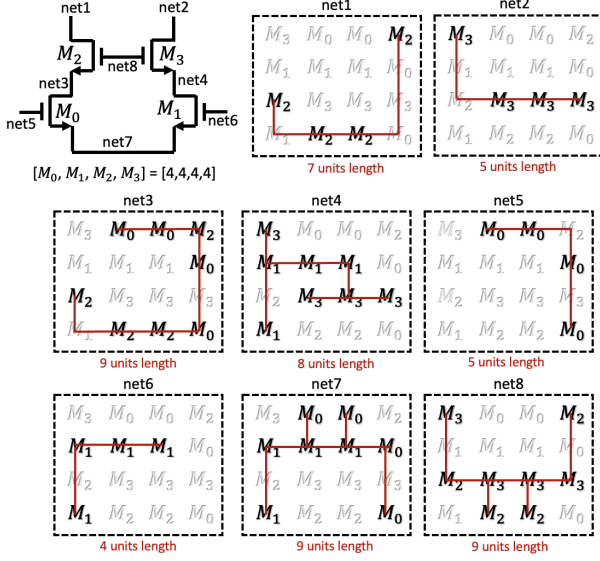 net1
net2
M₂
M₃
net8
net3
net4
net5
M₀
M₁
net6
net7
[M₀, M₁, M₂, M₃] = [4,4,4,4]
net1
M₃ M₀ M₀ M₂
M₁ M₁ M₁ M₀
M₂ M₃ M₃ M₃
M₁ M₂ M₂ M₀
7 units length
net2
M₃ M₀ M₀ M₂
M₁ M₁ M₁ M₀
M₂ M₃ M₃ M₃
M₁ M₂ M₂ M₀
5 units length
net3
M₃ M₀ M₀ M₂
M₁ M₁ M₁ M₀
M₂ M₃ M₃ M₃
M₁ M₂ M₂ M₀
9 units length
net4
M₃ M₀ M₀ M₂
M₁ M₁ M₁ M₀
M₂ M₃ M₃ M₃
M₁ M₂ M₂ M₀
8 units length
net5
M₃ M₀ M₀ M₂
M₁ M₁ M₁ M₀
M₂ M₃ M₃ M₃
M₁ M₂ M₂ M₀
5 units length
net6
M₃ M₀ M₀ M₂
M₁ M₁ M₁ M₀
M₂ M₃ M₃ M₃
M₁ M₂ M₂ M₀
4 units length
net7
M₃ M₀ M₀ M₂
M₁ M₁ M₁ M₀
M₂ M₃ M₃ M₃
M₁ M₂ M₂ M₀
9 units length
net8
M₃ M₀ M₀ M₂
M₁ M₁ M₁ M₀
M₂ M₃ M₃ M₃
M₁ M₂ M₂ M₀
9 units length